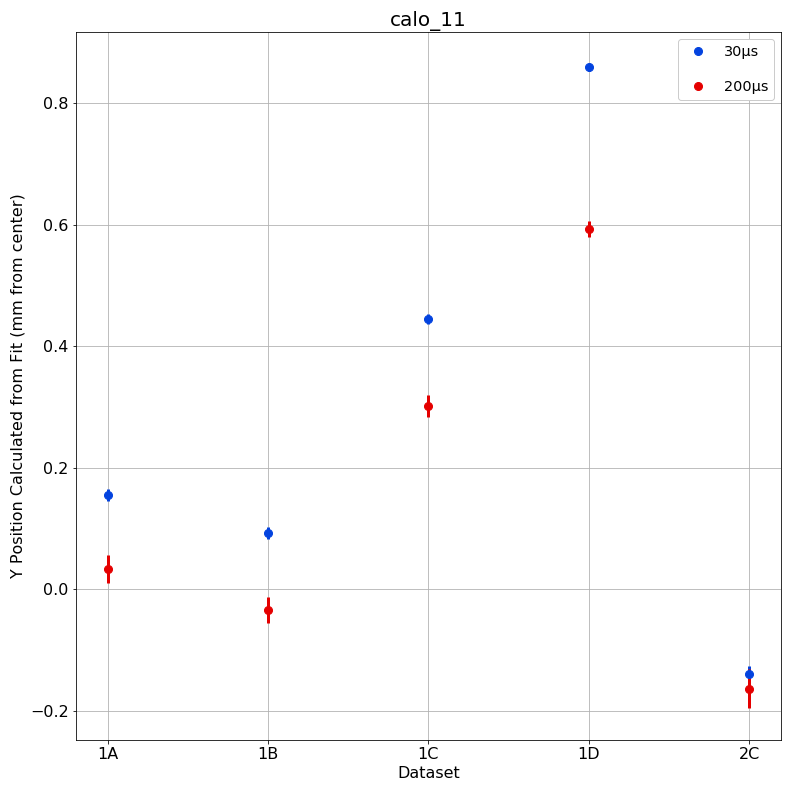 calo_11
30μs
200μs
Y Position Calculated from Fit (mm from center)
0.8
0.6
0.4
0.2
0.0
−0.2
1A 1B 1C 1D 2C
Dataset